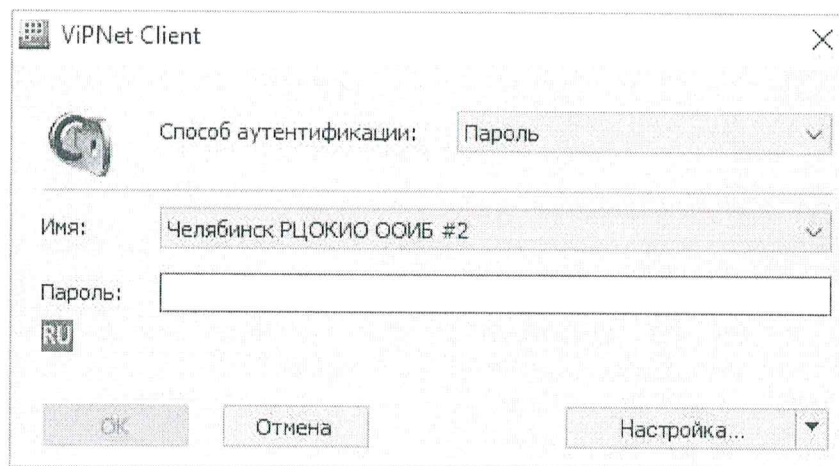 ViPNet Client
Способ аутентификации: Пароль
Имя: Челябинск РЦОКИО ООИБ #2
Пароль:
RU
OK Отмена Настройка...